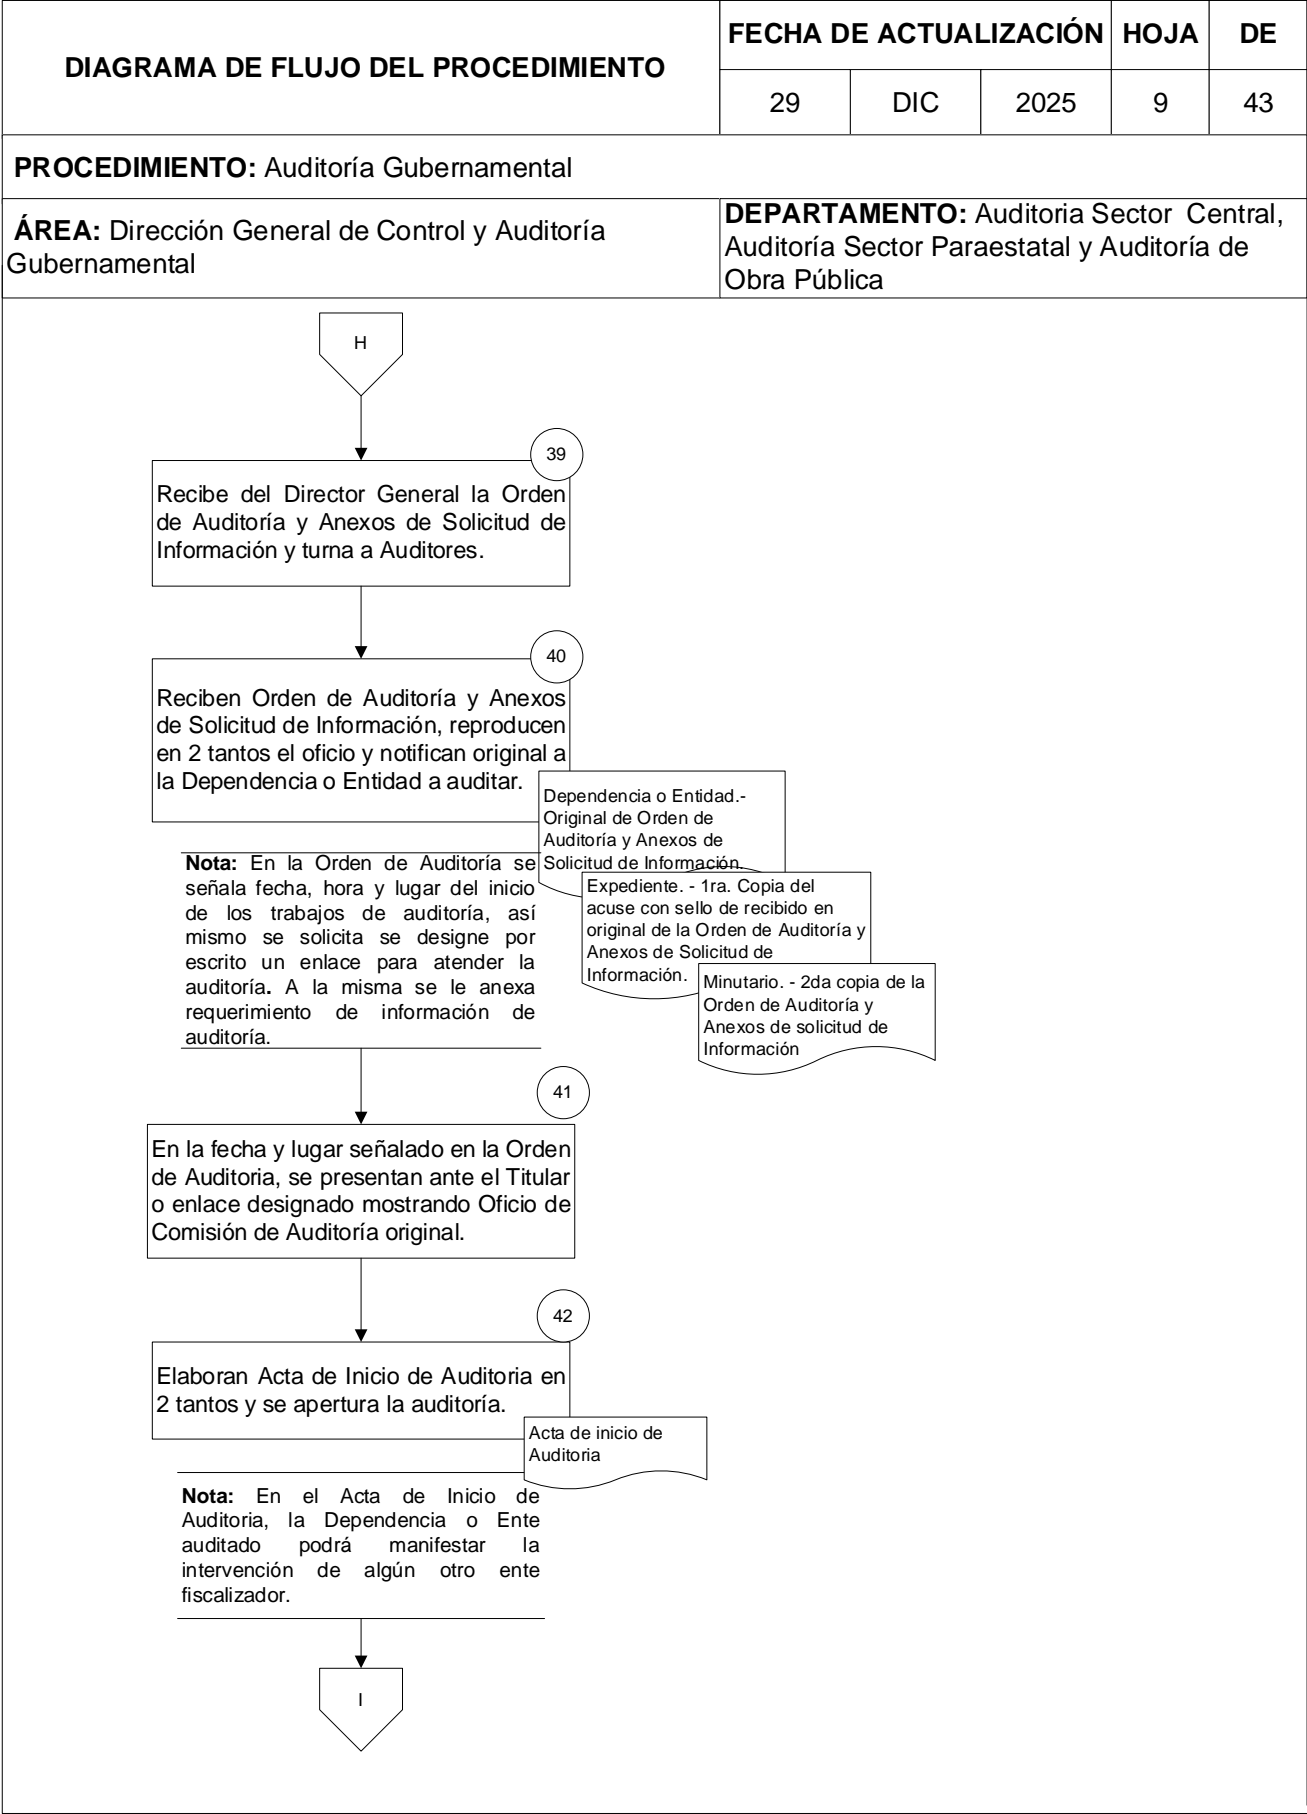 DIAGRAMA DE FLUJO DEL PROCEDIMIENTO
FECHA DE ACTUALIZACIÓN HOJA DE
29 DIC 2025 9 43
PROCEDIMIENTO: Auditoría Gubernamental
ÁREA: Dirección General de Control y Auditoría
Gubernamental
DEPARTAMENTO: Auditoria Sector Central,
Auditoría Sector Paraestatal y Auditoría de
Obra Pública
H
39
Recibe del Director General la Orden
de Auditoría y Anexos de Solicitud de
Información y turna a Auditores.
40
Reciben Orden de Auditoría y Anexos
de Solicitud de Información, reproducen
en 2 tantos el oficio y notifican original a
la Dependencia o Entidad a auditar.
Dependencia o Entidad.-
Original de Orden de
Auditoría y Anexos de
Solicitud de Información.
Expediente. - 1ra. Copia del
acuse con sello de recibido en
original de la Orden de Auditoría y
Anexos de Solicitud de
Información.
Minutario. - 2da copia de la
Orden de Auditoría y
Anexos de solicitud de
Información
Nota: En la Orden de Auditoría se
señala fecha, hora y lugar del inicio
de los trabajos de auditoría, así
mismo se solicita se designe por
escrito un enlace para atender la
auditoría. A la misma se le anexa
requerimiento de información de
auditoría.
41
En la fecha y lugar señalado en la Orden
de Auditoria, se presentan ante el Titular
o enlace designado mostrando Oficio de
Comisión de Auditoría original.
42
Elaboran Acta de Inicio de Auditoria en
2 tantos y se apertura la auditoría.
Acta de inicio de
Auditoria
Nota: En el Acta de Inicio de
Auditoria, la Dependencia o Ente
auditado podrá manifestar la
intervención de algún otro ente
fiscalizador.
I